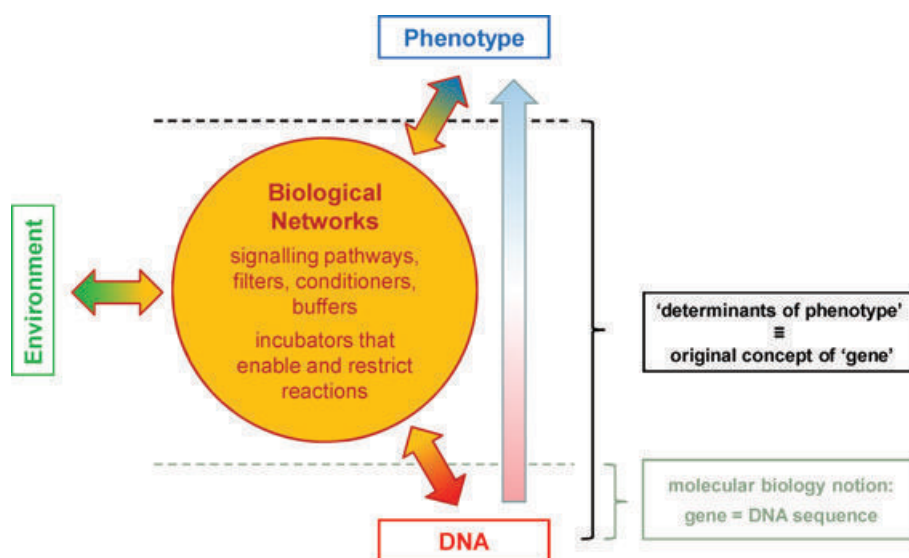 Phenotype
Environment
Biological
Networks
signalling pathways,
filters, conditioners,
buffers
incubators that
enable and restrict
reactions
'determinants of phenotype'
≡
original concept of 'gene'
molecular biology notion:
gene = DNA sequence
DNA